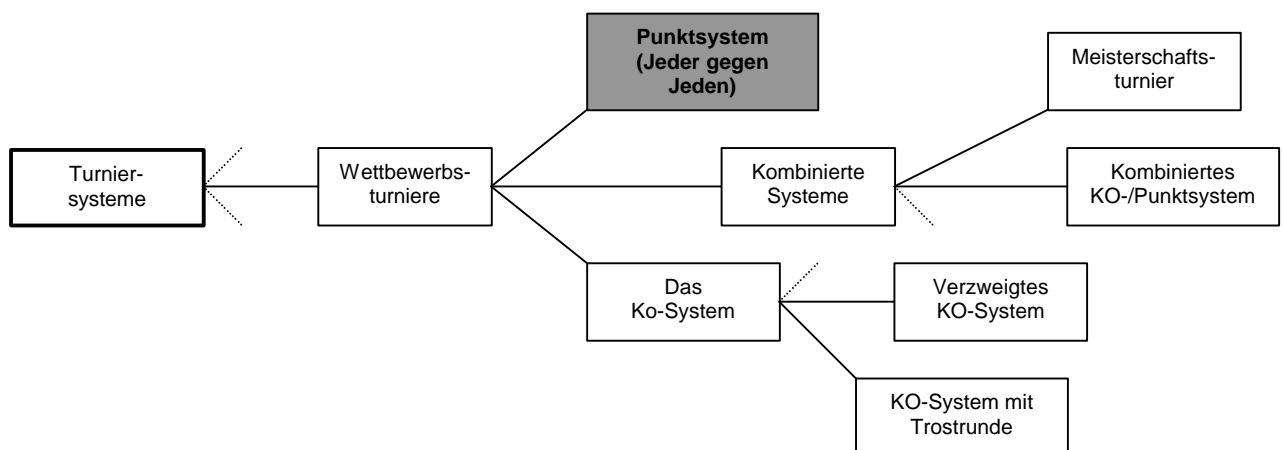 Punktsystem
(Jeder gegen
Jeden)
Meisterschafts-
turnier
Turnier-
systeme
Wettbewerbs-
turniere
Kombinierte
Systeme
Kombiniertes
KO-/Punktsystem
Das
Ko-System
Verzweigtes
KO-System
KO-System mit
Trostrunde